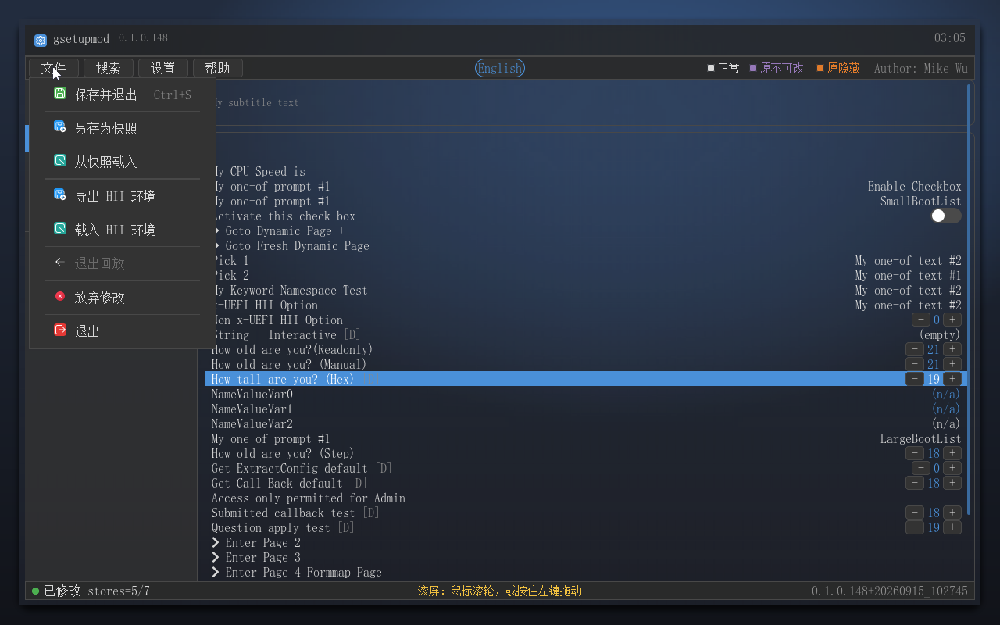 gsetupmod 0.1.0.148 03:05
文件 搜索 设置 帮助 English 正常 原不可改 原隐藏 Author: Mike Wu
保存并退出 Ctrl+S
另存为快照
从快照载入
导出 HII 环境
载入 HII 环境
退出回放
放弃修改
退出
subtitle text
CPU Speed is
one-of prompt #1 Enable Checkbox
one-of prompt #1 SmallBootList
this check box
Goto Dynamic Page +
Goto Fresh Dynamic Page
Pick 1 My one-of text #2
Pick 2 My one-of text #1
My Keyword Namespace Test My one-of text #2
x-UEFI HII Option My one-of text #2
Non x-UEFI HII Option − 0 +
String - Interactive [D] (empty)
How old are you?(Readonly) − 21 +
How old are you? (Manual) − 21 +
How tall are you? (Hex) [D] − 19 +
NameValueVar0 (n/a)
NameValueVar1 (n/a)
NameValueVar2 (n/a)
My one-of prompt #1 LargeBootList
How old are you? (Step) − 18 +
Get ExtractConfig default [D] − 0 +
Get Call Back default [D] − 18 +
Access only permitted for Admin
Submitted callback test [D] − 18 +
Question apply test [D] − 19 +
Enter Page 2
Enter Page 3
Enter Page 4 Formmap Page
已修改 stores=5/7 滚屏: 鼠标滚轮, 或按住左键拖动 0.1.0.148+20260915_102745